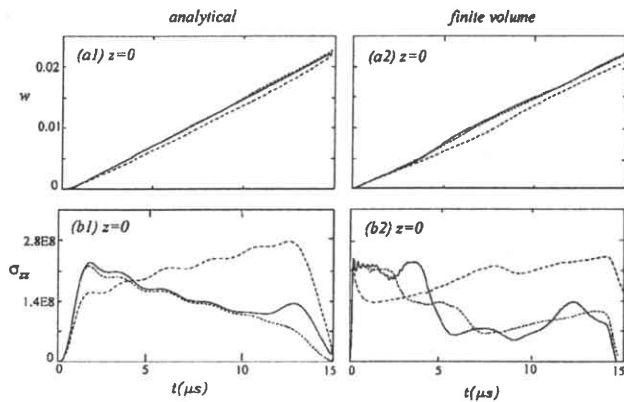 analytical finite volume
(a1) z=0 (a2) z=0
0.02
w
0.01
0
(b1) z=0 (b2) z=0
2.8E8
σzz
1.4E8
0
0 5 10 15 0 5 10 15
t(μs) t(μs)